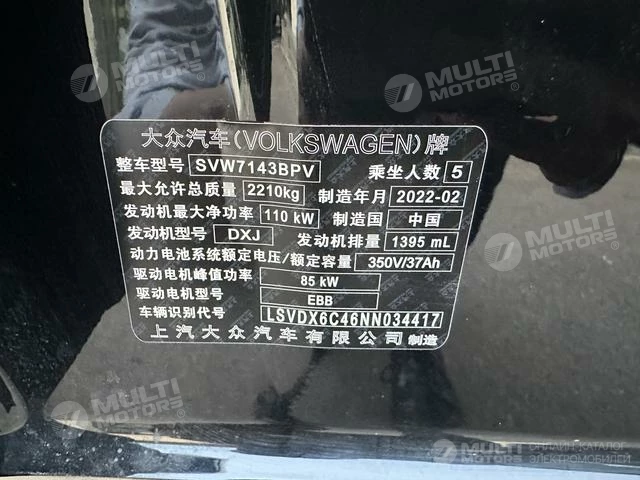 MULTI
MOTORS®
MULTI
MOTORS®
大众汽车(VOLKSWAGEN)牌
整车型号 SVW7143BPV 乘坐人数 5
最大允许总质量 2210kg 制造年月 2022-02
发动机最大净功率 110 kW 制造国 中国
发动机型号 DXJ 发动机排量 1395 mL
动力电池系统额定电压/额定容量 350V/37Ah
驱动电机峰值功率 85 kW
驱动电机型号 EBB
车辆识别代号 LSVDX6C46NN034417
上汽大众汽车有限公司 制造
MULTI
MOTORS®
MULTI
MOTORS
MULTI
MOTORS
ОНЛАЙН-КАТАЛОГ
ЭЛЕКТРОМОБИЛЕЙ